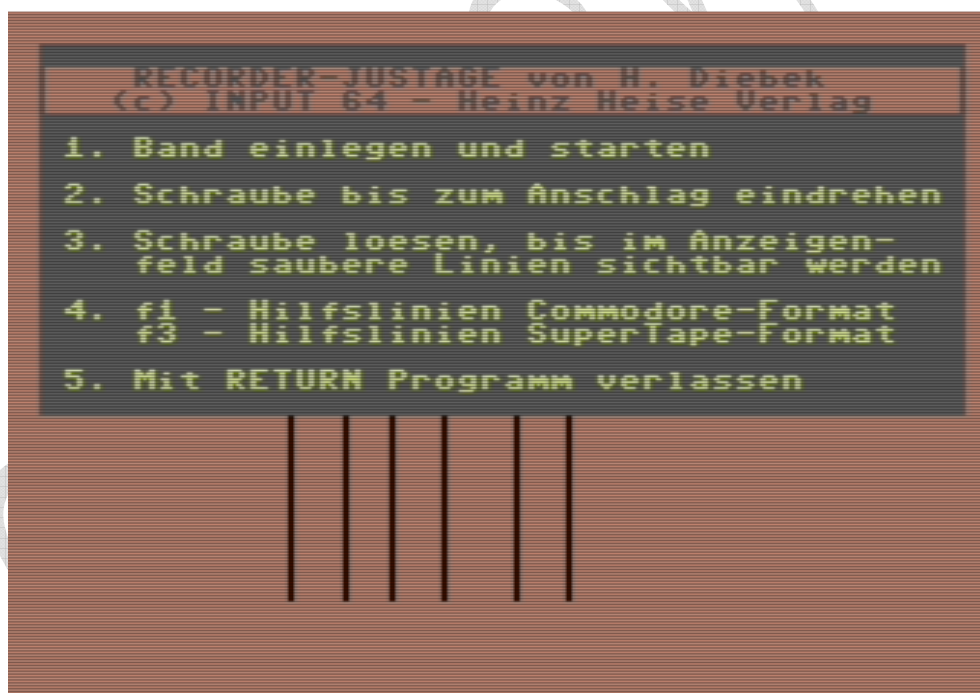 RECORDER-JUSTAGE von H. Diebek
(c) INPUT 64 - Heinz Heise Verlag
1. Band einlegen und starten
2. Schraube bis zum Anschlag eindrehen
3. Schraube loesen, bis im Anzeigen-
feld saubere Linien sichtbar werden
4. f1 - Hilfslinien Commodore-Format
f3 - Hilfslinien SuperTape-Format
5. Mit RETURN Programm verlassen